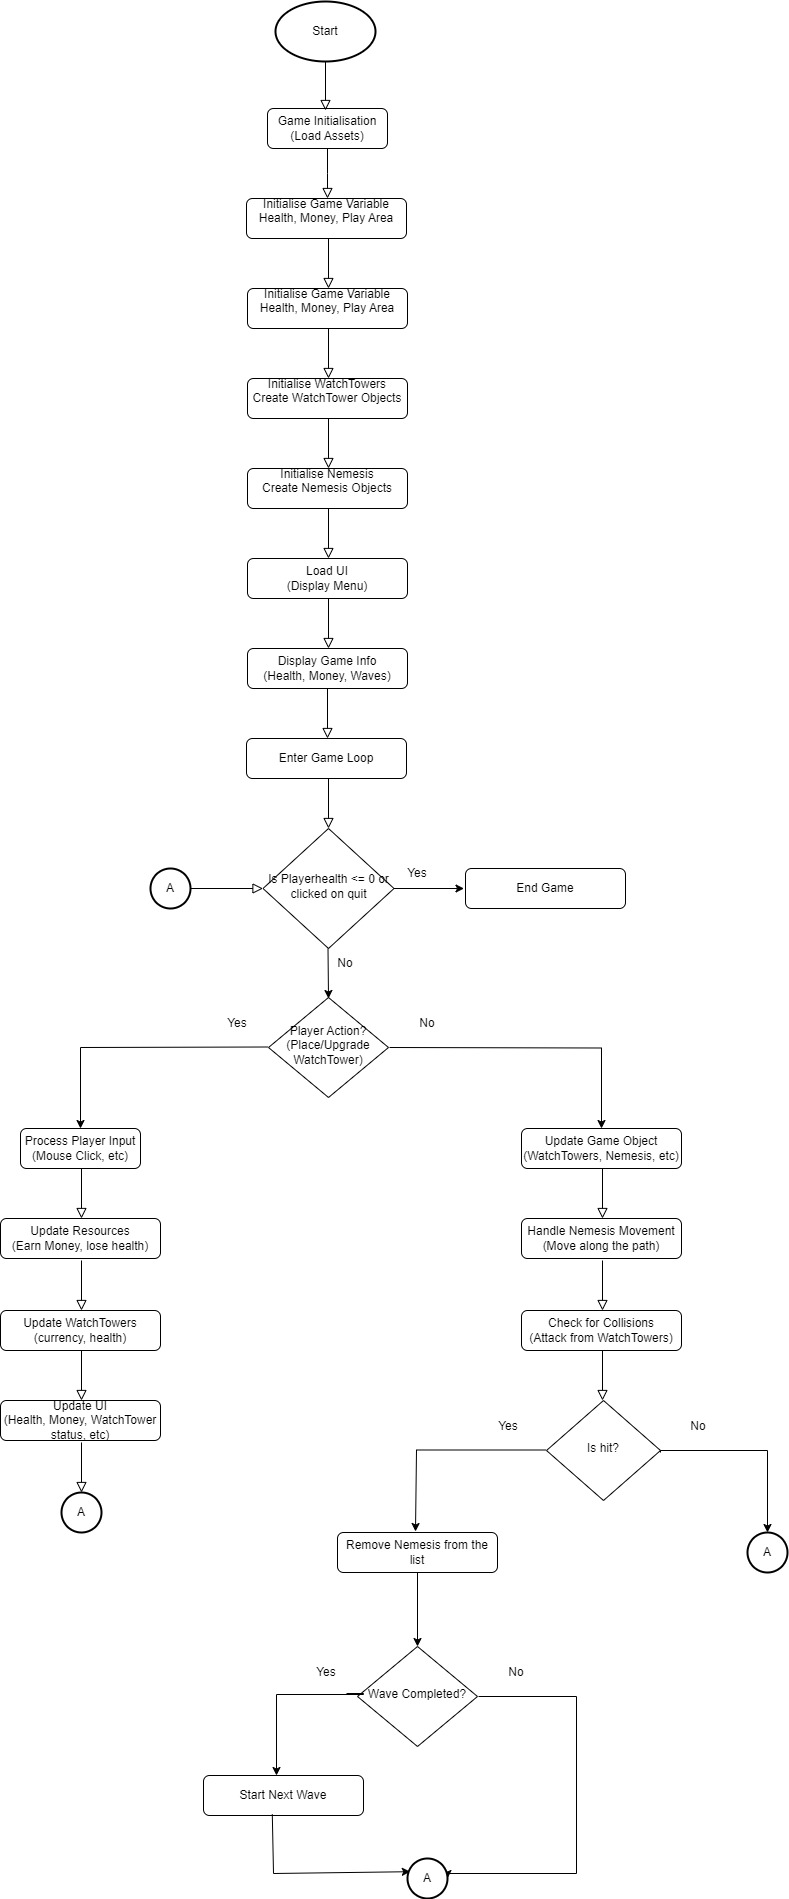 Start
Game Initialisation
(Load Assets)
Initialise Game Variable
Health, Money, Play Area
Initialise Game Variable
Health, Money, Play Area
Initialise WatchTowers
Create WatchTower Objects
Initialise Nemesis
Create Nemesis Objects
Load UI
(Display Menu)
Display Game Info
(Health, Money, Waves)
Enter Game Loop
A
Is Playerhealth <= 0 or
clicked on quit
Yes
End Game
No
Yes
Player Action?
(Place/Upgrade
WatchTower)
No
Process Player Input
(Mouse Click, etc)
Update Game Object
(WatchTowers, Nemesis, etc)
Update Resources
(Earn Money, lose health)
Handle Nemesis Movement
(Move along the path)
Update WatchTowers
(currency, health)
Check for Collisions
(Attack from WatchTowers)
Update UI
(Health, Money, WatchTower
status, etc)
Yes
Is hit?
No
A
Remove Nemesis from the
list
A
Yes
Wave Completed?
No
Start Next Wave
A